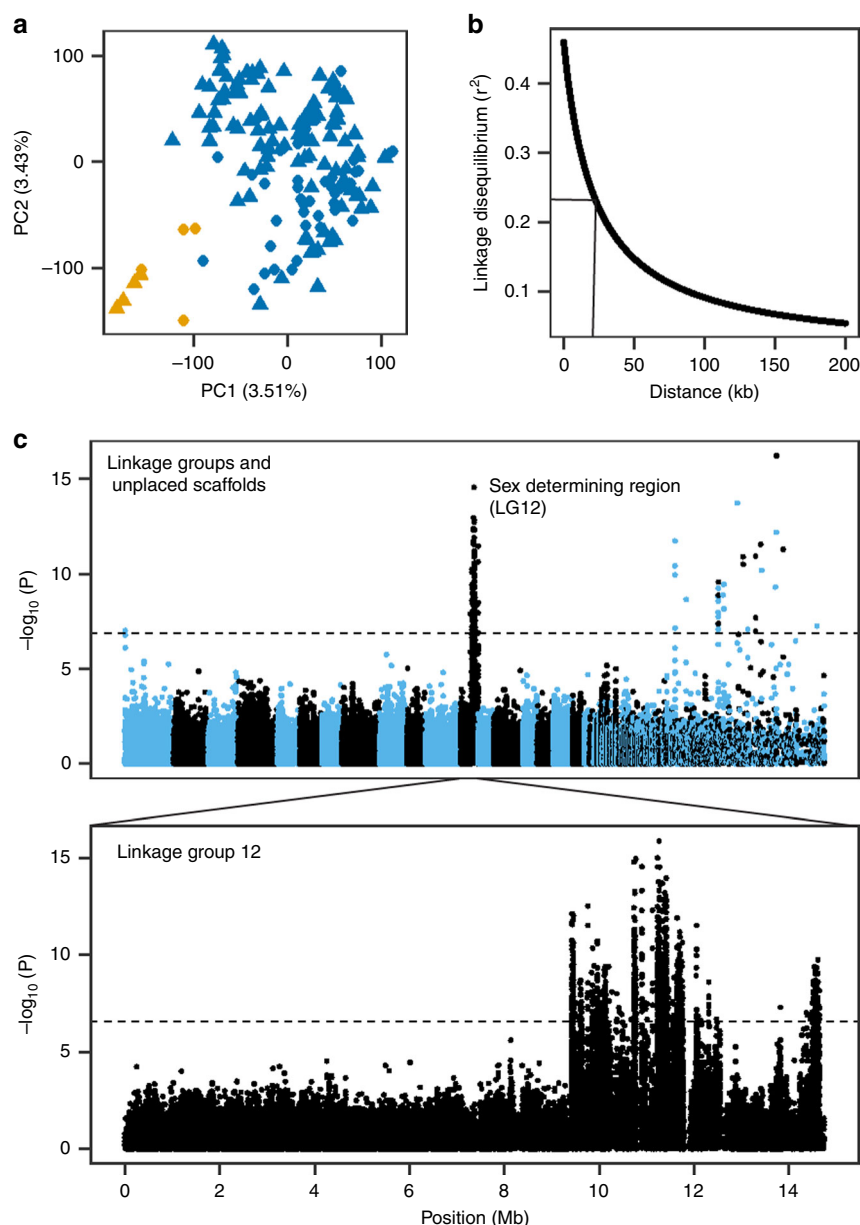 a
100
0
−100
PC2 (3.43%)
−100
0
100
PC1 (3.51%)
b
0.4
0.3
0.2
0.1
Linkage disequilibrium (r²)
0
50
100
150
200
Distance (kb)
c
Linkage groups and
unplaced scaffolds
Sex determining region
(LG12)
15
10
5
0
−log₁₀ (P)
Linkage group 12
15
10
5
0
−log₁₀ (P)
0
2
4
6
8
10
12
14
Position (Mb)